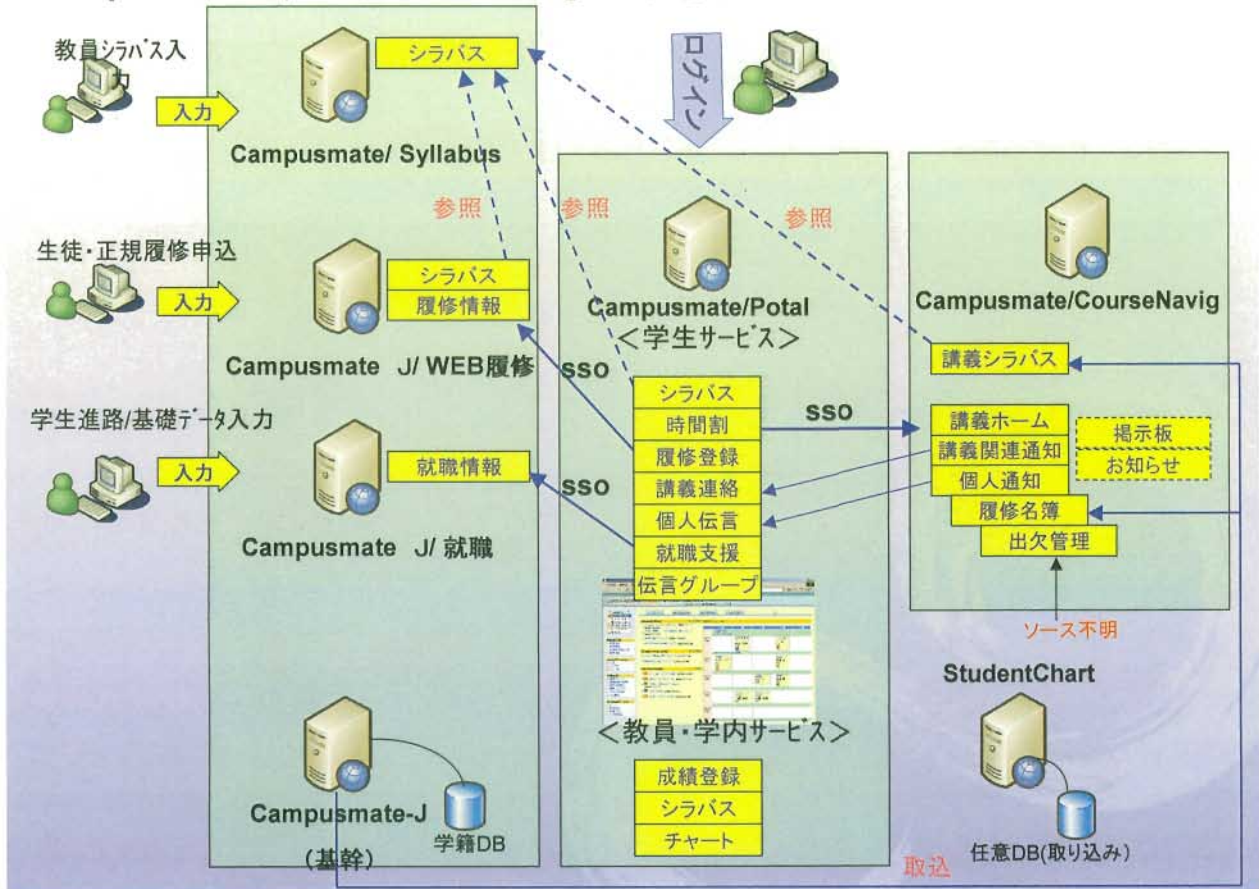 教員シラバス入
力
入力
シラバス
Campusmate/ Syllabus
ログイン
参照
参照
参照
生徒・正規履修申込
入力
シラバス
履修情報
Campusmate J/ WEB履修
Campusmate/Potal
<学生サービス>
Campusmate/CourseNavig
講義シラバス
SSO
SSO
SSO
学生進路/基礎データ入力
入力
就職情報
Campusmate J/ 就職
シラバス
時間割
履修登録
講義連絡
個人伝言
就職支援
伝言グループ
講義ホーム
講義関連通知
個人通知
履修名簿
出欠管理
掲示板
お知らせ
ソース不明
StudentChart
<教員・学内サービス>
成績登録
シラバス
チャート
Campusmate-J
(基幹)
学籍DB
任意DB(取り込み)
取込